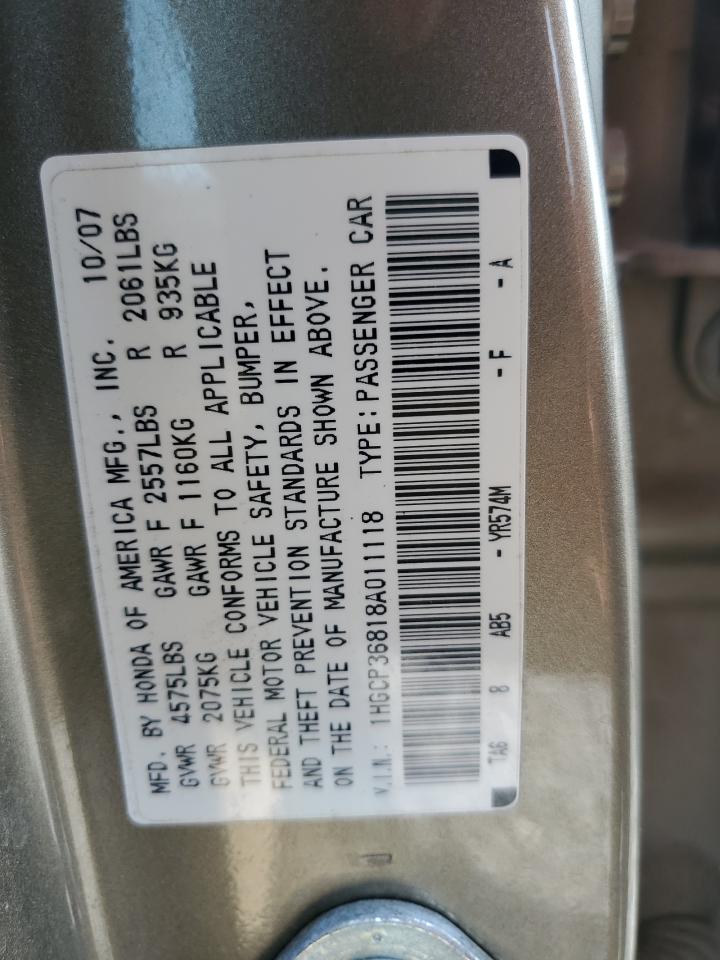 MFD. BY HONDA OF AMERICA MFG., INC. 10/07
GVWR 4575LBS GAWR F 2557LBS R 2061LBS
GVWR 2075KG GAWR F 1160KG R 935KG
THIS VEHICLE CONFORMS TO ALL APPLICABLE
FEDERAL MOTOR VEHICLE SAFETY, BUMPER,
AND THEFT PREVENTION STANDARDS IN EFFECT
ON THE DATE OF MANUFACTURE SHOWN ABOVE.
V.I.N.: 1HGCP36818A011118 TYPE: PASSENGER CAR
TA6 8 AB5 - YR574M - F - A